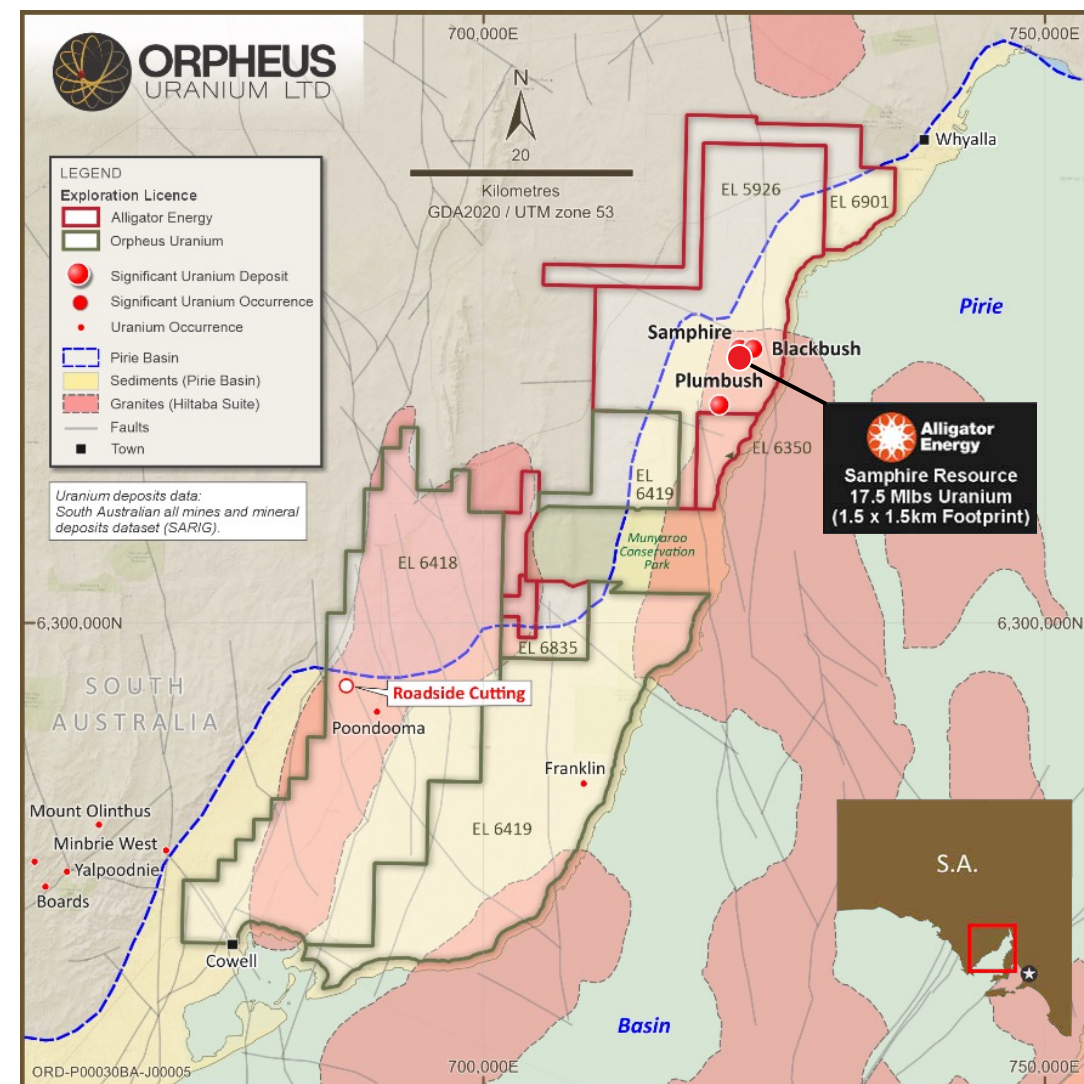 700,000E
750,000E
ORPHEUS
URANIUM LTD
N
20
Kilometres
GDA2020 / UTM zone 53
Whyalla
LEGEND
Exploration Licence
Alligator Energy
Orpheus Uranium
Significant Uranium Deposit
Significant Uranium Occurrence
Uranium Occurrence
Pirie Basin
Sediments (Pirie Basin)
Granites (Hiltaba Suite)
Faults
Town
Uranium deposits data:
South Australian all mines and mineral
deposits dataset (SARIG).
EL 5926
EL 6901
Pirie
Samphire
Blackbush
Plumbush
EL 6350
Alligator
Energy
Samphire Resource
17.5 Mlbs Uranium
(1.5 x 1.5km Footprint)
EL
6419
Munyaroo
Conservation
Park
EL 6418
6,300,000N
6,300,000N
EL 6835
SOUTH
AUSTRALIA
Roadside Cutting
Poondooma
Franklin
Mount Olinthus
Minbrie West
Yalpoodnie
Boards
EL 6419
S.A.
Cowell
Basin
ORD-P00030BA-J00005
700,000E
750,000E